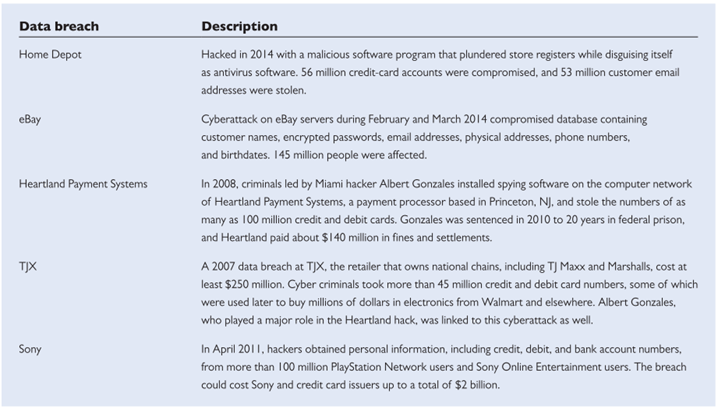 Data breach Description
Home Depot Hacked in 2014 with a malicious software program that plundered store registers while disguising itself
as antivirus software. 56 million credit-card accounts were compromised, and 53 million customer email
addresses were stolen.
eBay Cyberattack on eBay servers during February and March 2014 compromised database containing
customer names, encrypted passwords, email addresses, physical addresses, phone numbers,
and birthdates. 145 million people were affected.
Heartland Payment Systems In 2008, criminals led by Miami hacker Albert Gonzales installed spying software on the computer network
of Heartland Payment Systems, a payment processor based in Princeton, NJ, and stole the numbers of as
many as 100 million credit and debit cards. Gonzales was sentenced in 2010 to 20 years in federal prison,
and Heartland paid about $140 million in fines and settlements.
TJX A 2007 data breach at TJX, the retailer that owns national chains, including TJ Maxx and Marshalls, cost at
least $250 million. Cyber criminals took more than 45 million credit and debit card numbers, some of which
were used later to buy millions of dollars in electronics from Walmart and elsewhere. Albert Gonzales,
who played a major role in the Heartland hack, was linked to this cyberattack as well.
Sony In April 2011, hackers obtained personal information, including credit, debit, and bank account numbers,
from more than 100 million PlayStation Network users and Sony Online Entertainment users. The breach
could cost Sony and credit card issuers up to a total of $2 billion.